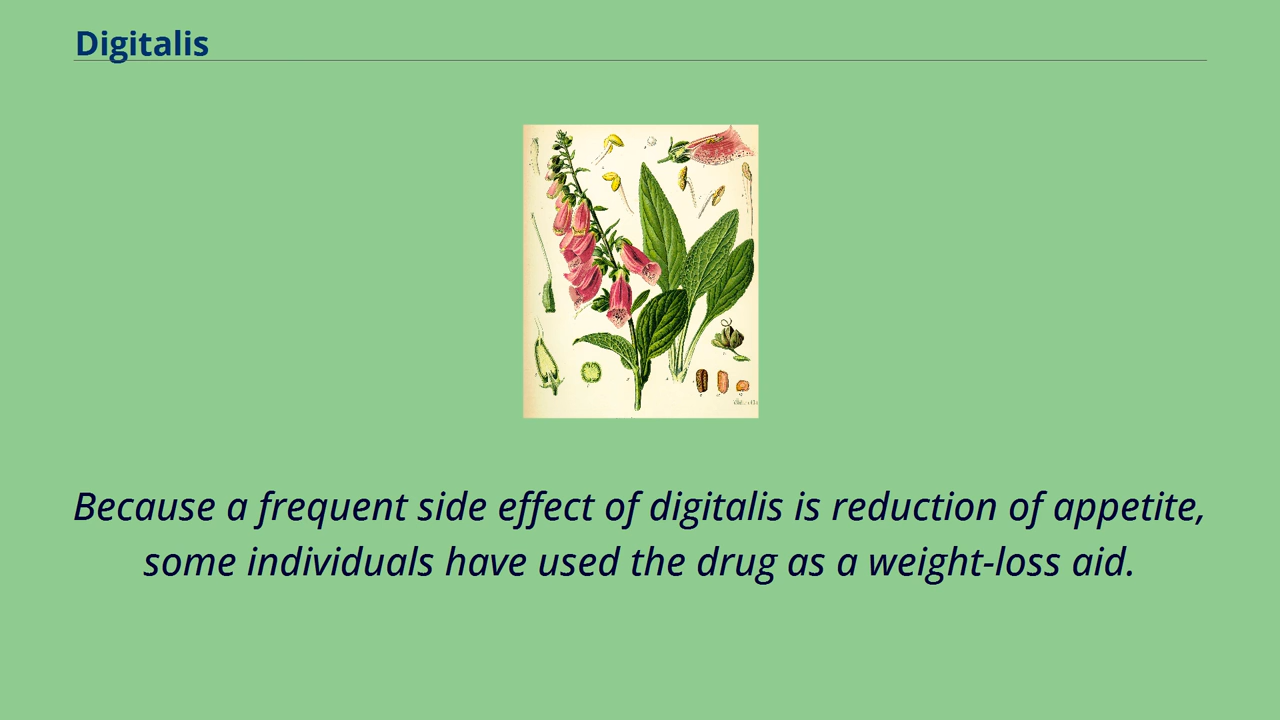 Digitalis
Because a frequent side effect of digitalis is reduction of appetite,
some individuals have used the drug as a weight-loss aid.